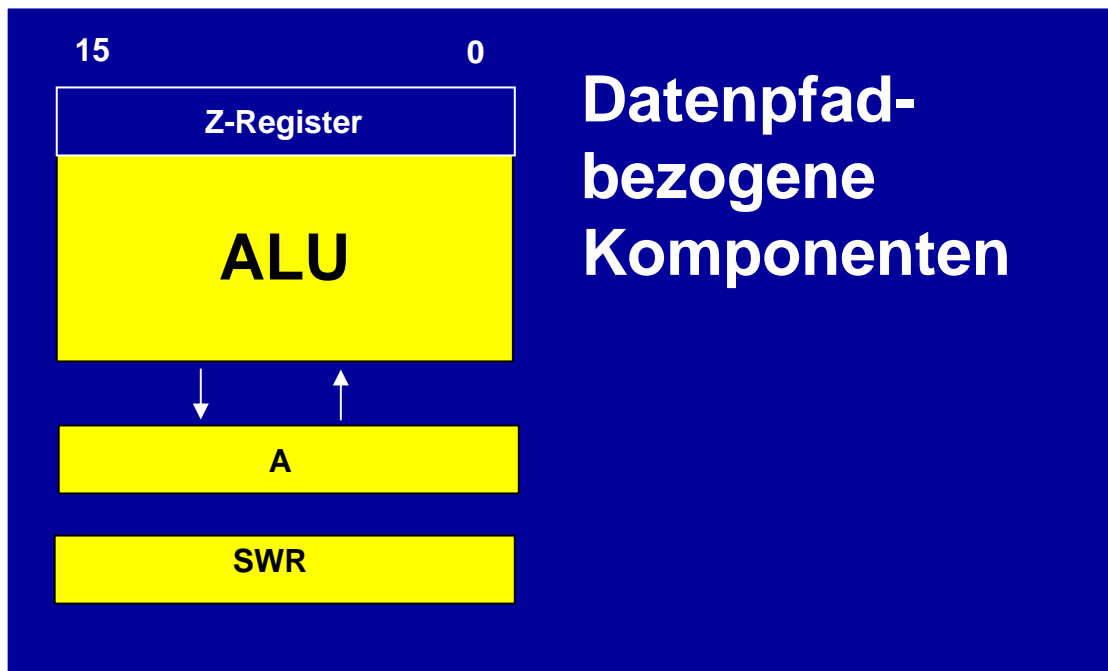 15 0
Z-Register
ALU
A
SWR
Datenpfad-
bezogene
Komponenten